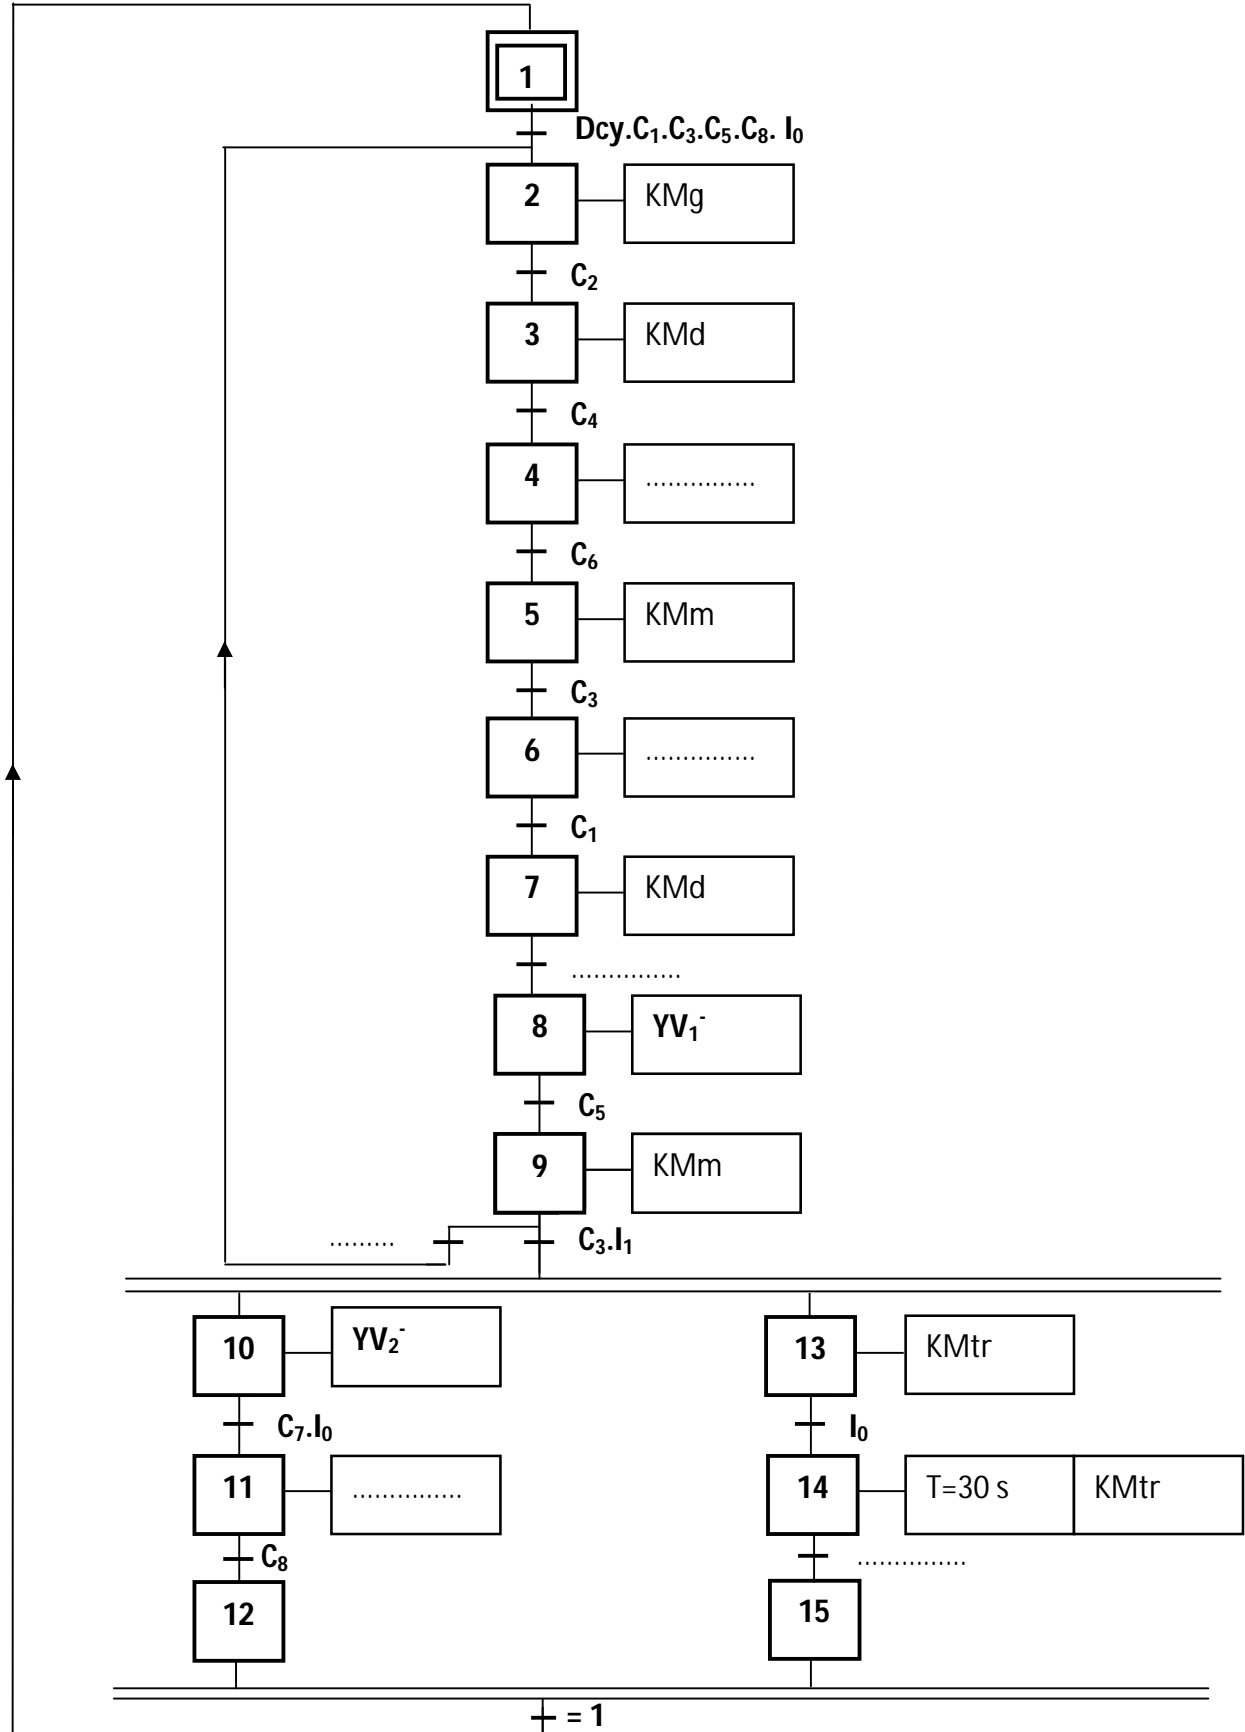 1
Dcy.C₁.C₃.C₅.C₈. I₀
2 KMg
C₂
3 KMd
C₄
4 ...............
C₆
5 KMm
C₃
6 ...............
C₁
7 KMd
...............
8 YV₁⁻
C₅
9 KMm
......... C₃.I₁
10 YV₂⁻ 13 KMtr
C₇.I₀ I₀
11 ............... 14 T=30 s KMtr
C₈ ...............
12 15
= 1